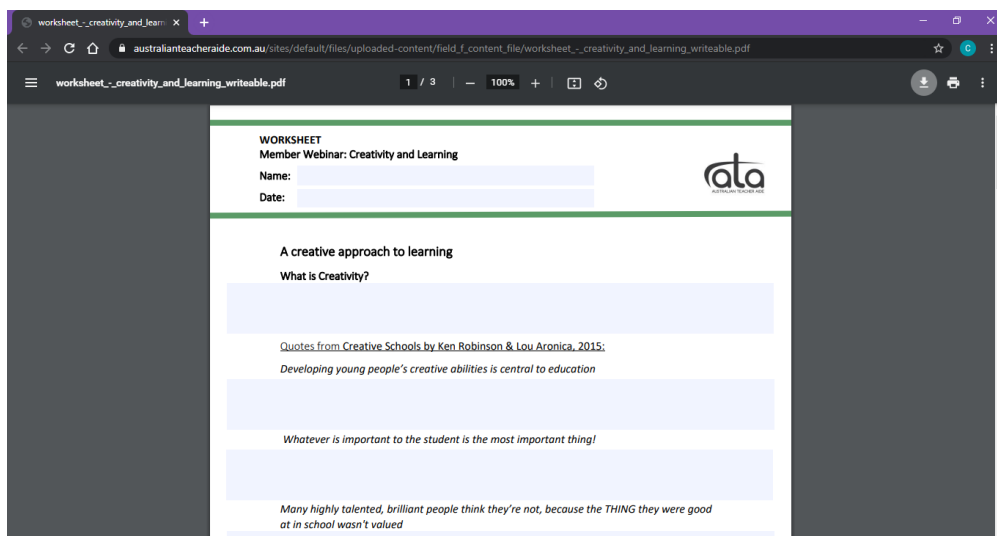 worksheet_-_creativity_and_learn
australianteacheraide.com.au/sites/default/files/uploaded-content/field_f_content_file/worksheet_-_creativity_and_learning_writeable.pdf
C
worksheet_-_creativity_and_learning_writeable.pdf
1 / 3
100%
WORKSHEET
Member Webinar: Creativity and Learning
Name:
Date:
ata
AUSTRALIAN TEACHER AIDE
A creative approach to learning
What is Creativity?
Quotes from Creative Schools by Ken Robinson & Lou Aronica, 2015:
Developing young people's creative abilities is central to education
Whatever is important to the student is the most important thing!
Many highly talented, brilliant people think they're not, because the THING they were good
at in school wasn't valued